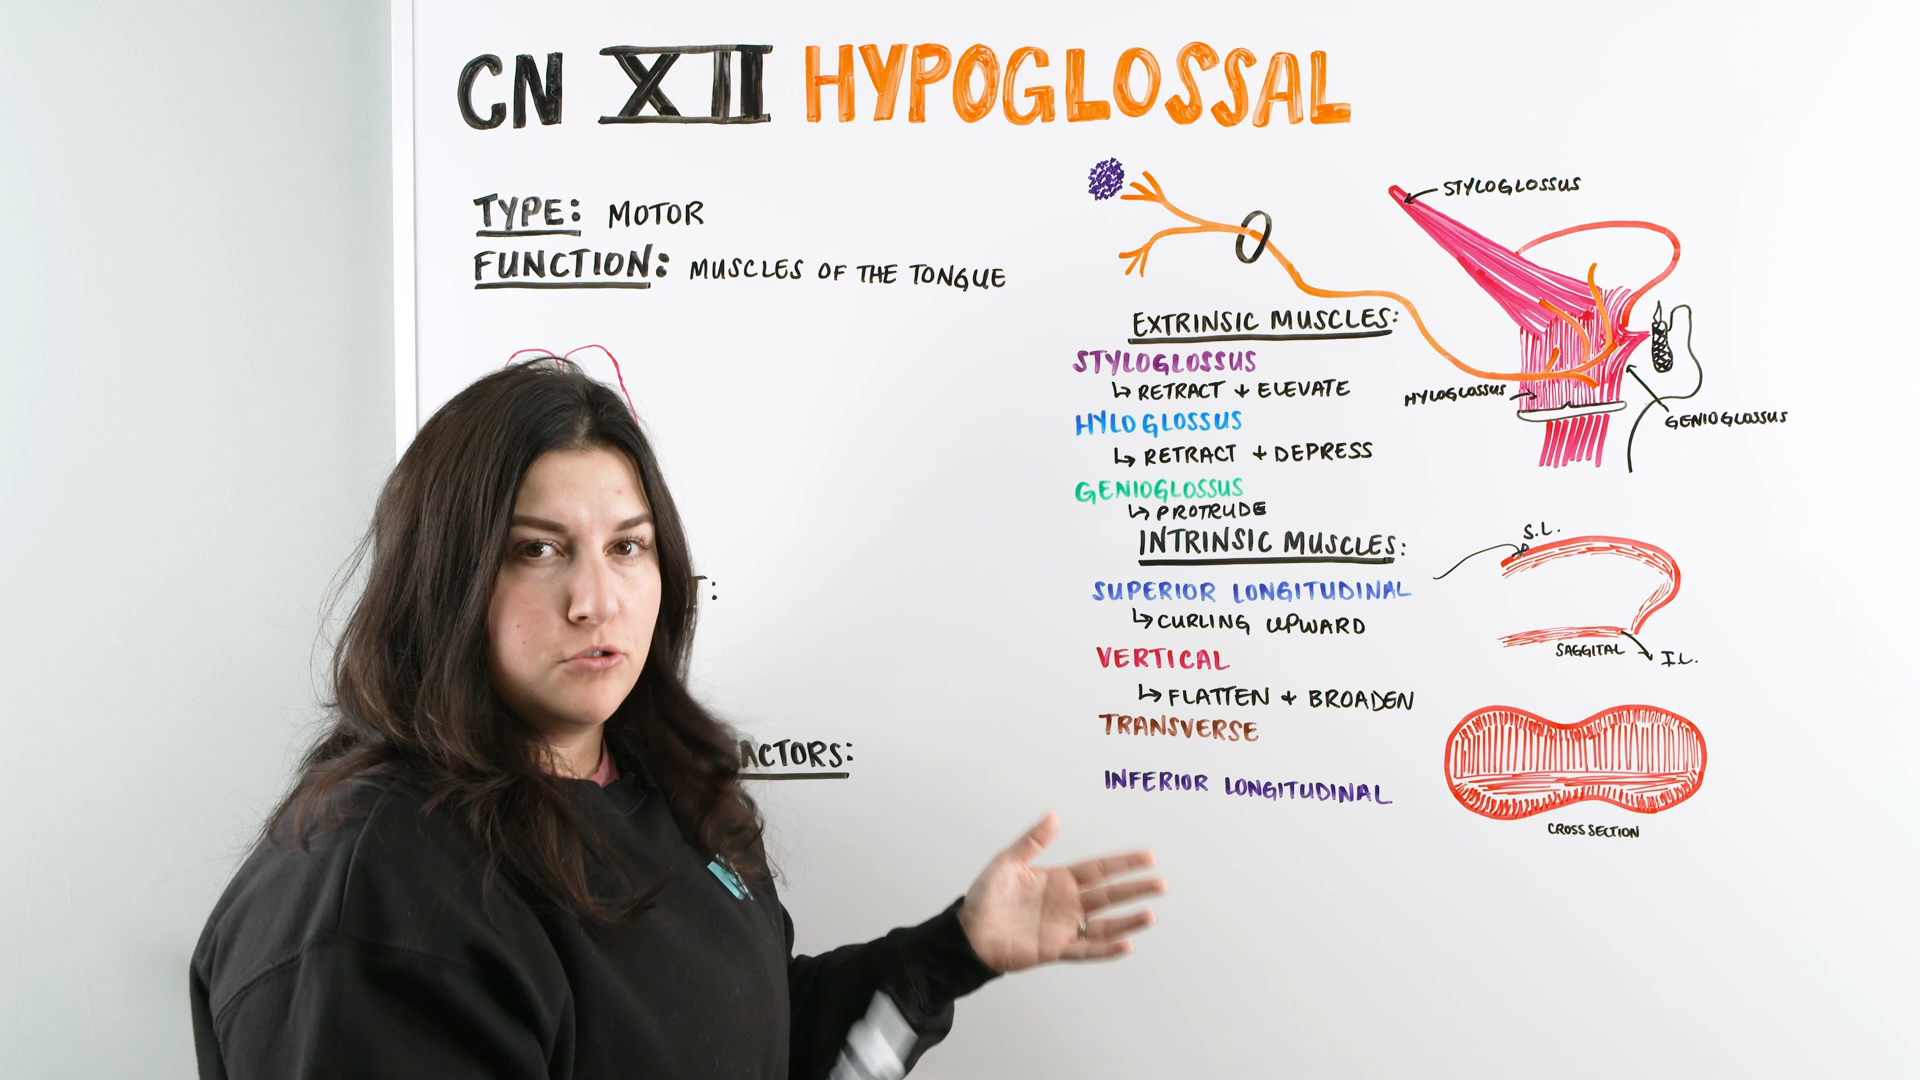 CN XII HYPOGLOSSAL
TYPE: MOTOR
FUNCTION: MUSCLES OF THE TONGUE
T:
ACTORS:
EXTRINSIC MUSCLES:
STYLOGLOSSUS
↳ RETRACT + ELEVATE
HYLOGLOSSUS
↳ RETRACT + DEPRESS
GENIOGLOSSUS
↳ PROTRUDE
INTRINSIC MUSCLES:
SUPERIOR LONGITUDINAL
↳ CURLING UPWARD
VERTICAL
↳ FLATTEN + BROADEN
TRANSVERSE
INFERIOR LONGITUDINAL
STYLOGLOSSUS
HYLOGLOSSUS
GENIOGLOSSUS
S.L.
SAGGITAL
I.L.
CROSS SECTION